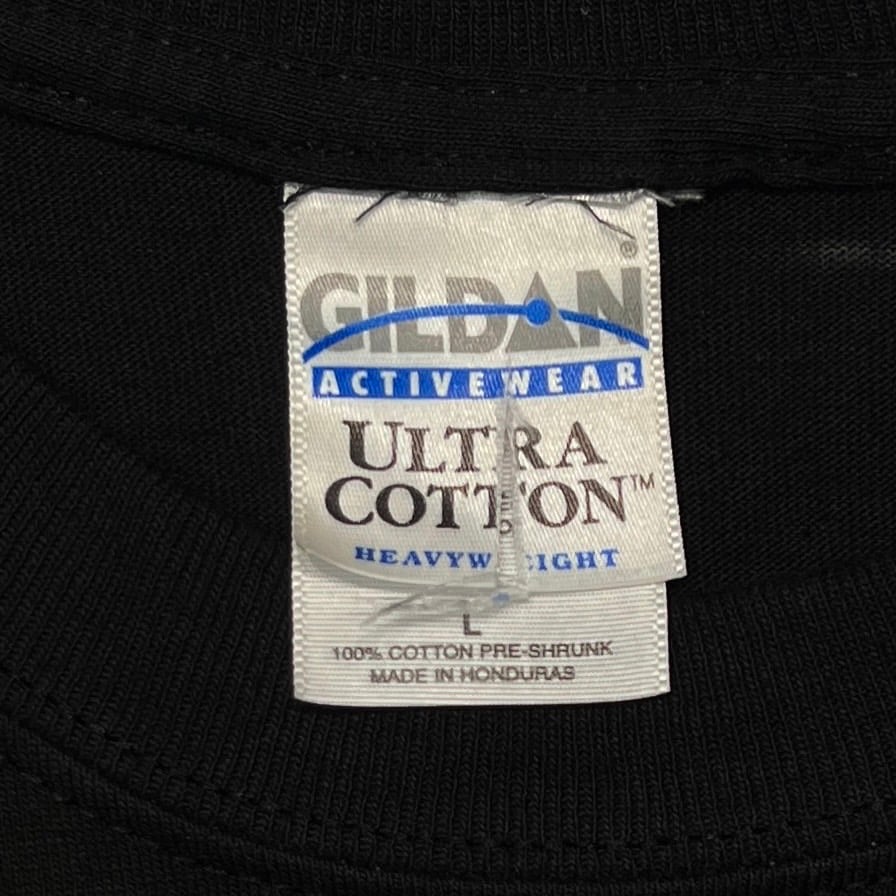 ®
GILDAN
ACTIVEWEAR
ULTRA
COTTON™
HEAVYWEIGHT
L
100% COTTON PRE-SHRUNK
MADE IN HONDURAS